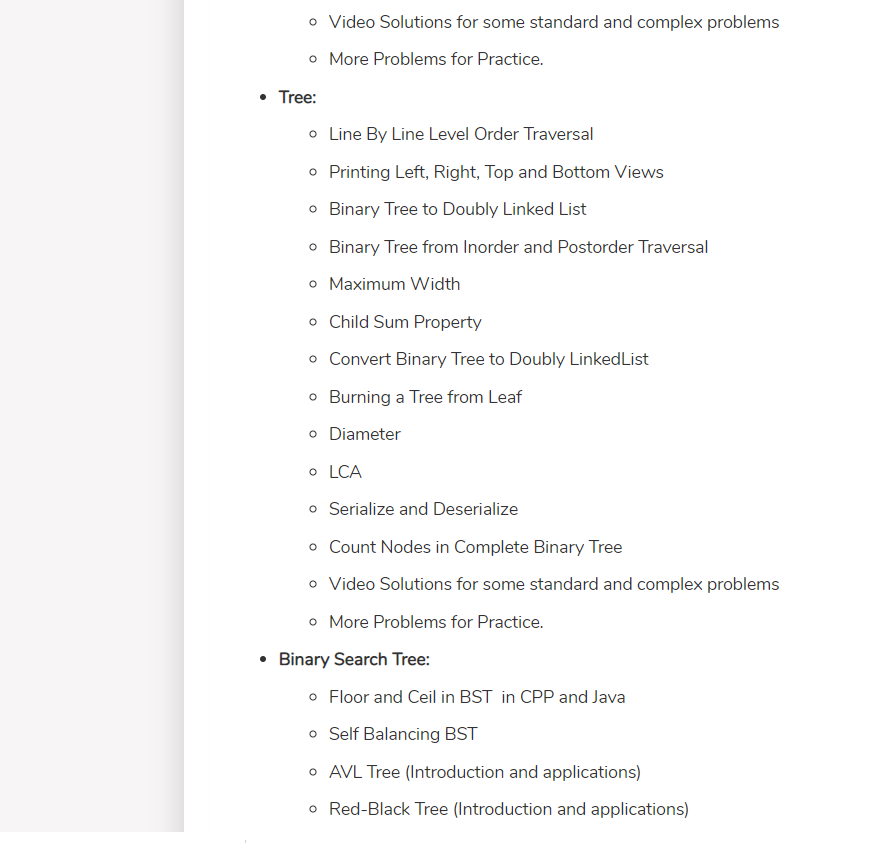 Video Solutions for some standard and complex problems
More Problems for Practice.
Tree:
Line By Line Level Order Traversal
Printing Left, Right, Top and Bottom Views
Binary Tree to Doubly Linked List
Binary Tree from Inorder and Postorder Traversal
Maximum Width
Child Sum Property
Convert Binary Tree to Doubly LinkedList
Burning a Tree from Leaf
Diameter
LCA
Serialize and Deserialize
Count Nodes in Complete Binary Tree
Video Solutions for some standard and complex problems
More Problems for Practice.
Binary Search Tree:
Floor and Ceil in BST  in CPP and Java
Self Balancing BST
AVL Tree (Introduction and applications)
Red-Black Tree (Introduction and applications)